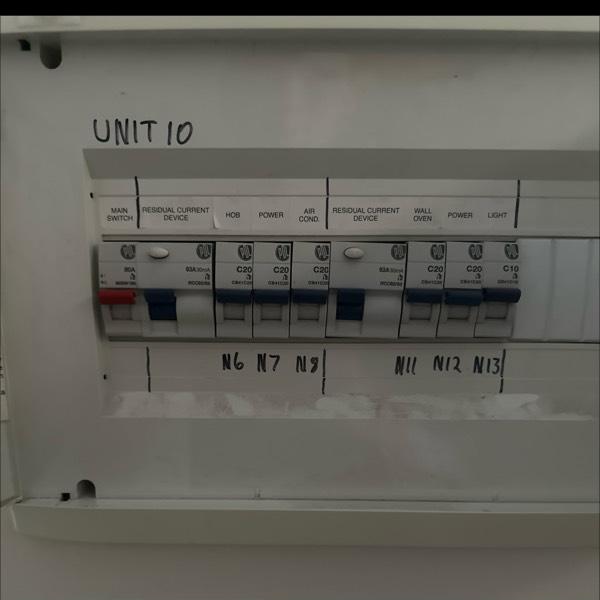 UNIT 10
MAIN SWITCH
RESIDUAL CURRENT DEVICE
HOB
POWER
AIR COND.
RESIDUAL CURRENT DEVICE
WALL OVEN
POWER
LIGHT
80A
63A 30mA
C20
C20
C20
63A 30mA
C20
C20
C10
N6 N7 N8 N11 N12 N13